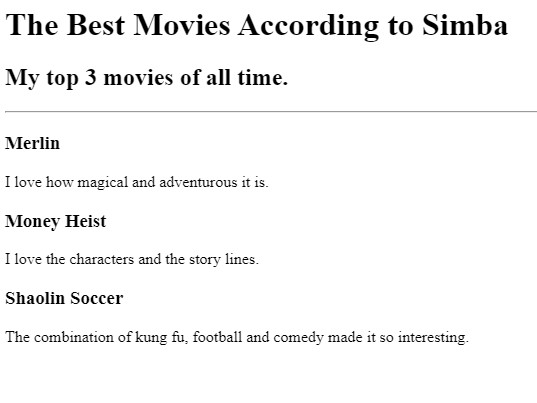 The Best Movies According to Simba
My top 3 movies of all time.
Merlin
I love how magical and adventurous it is.
Money Heist
I love the characters and the story lines.
Shaolin Soccer
The combination of kung fu, football and comedy made it so interesting.